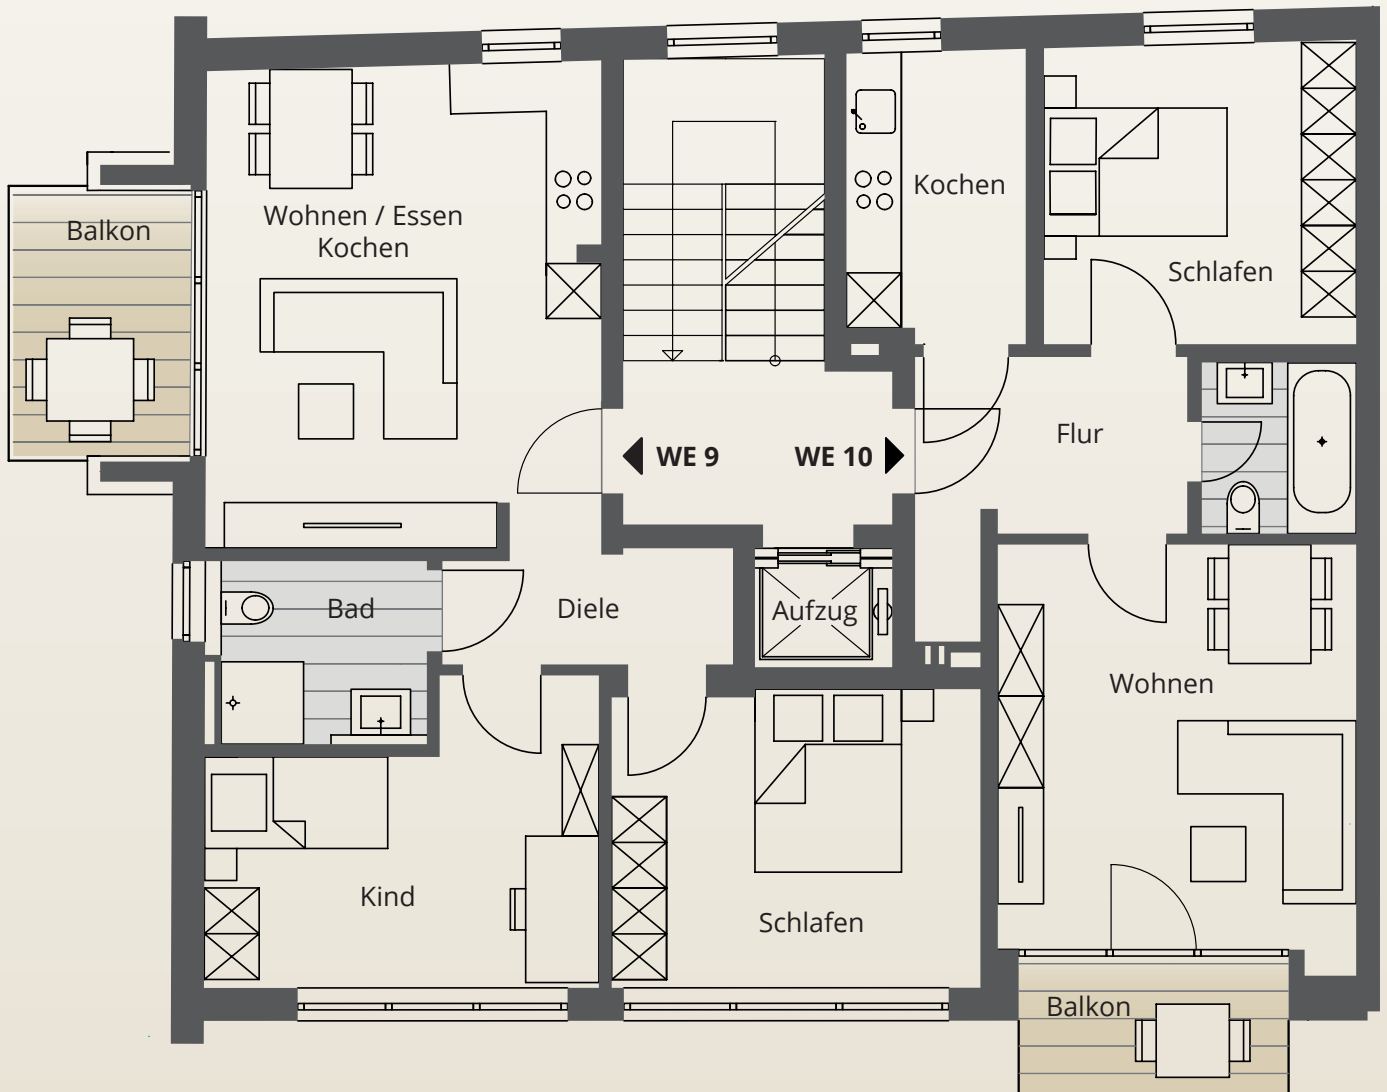 Balkon
Wohnen / Essen
Kochen
Kochen
Schlafen
WE 9
WE 10
Flur
Bad
Diele
Aufzug
Wohnen
Kind
Schlafen
Balkon